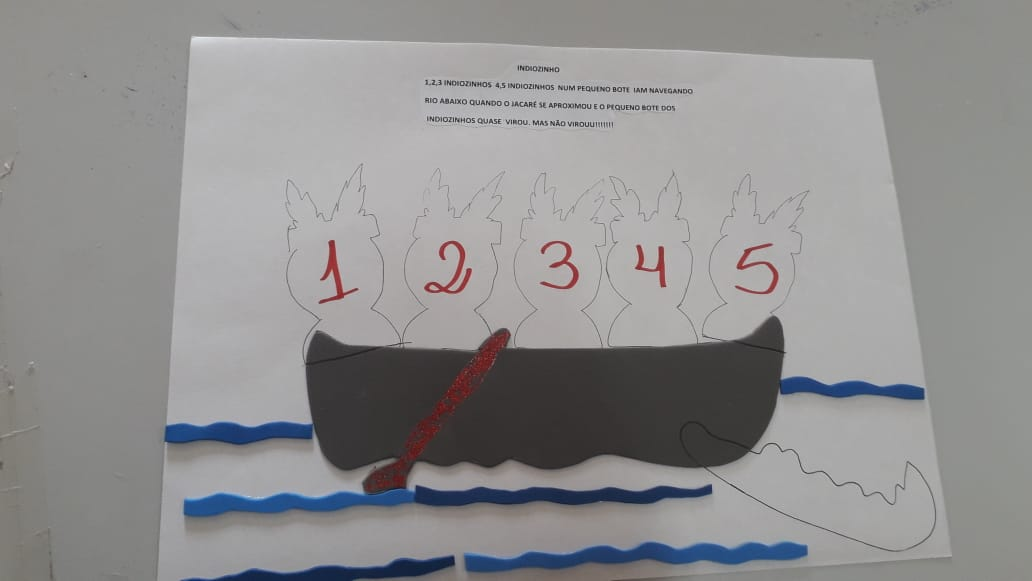 INDIOZINHO
1,2,3 INDIOZINHOS 4,5 INDIOZINHOS NUM PEQUENO BOTE IAM NAVEGANDO
RIO ABAIXO QUANDO O JACARÉ SE APROXIMOU E O PEQUENO BOTE DOS
INDIOZINHOS QUASE VIROU. MAS NÃO VIROUU!!!!!!!
1 2 3 4 5